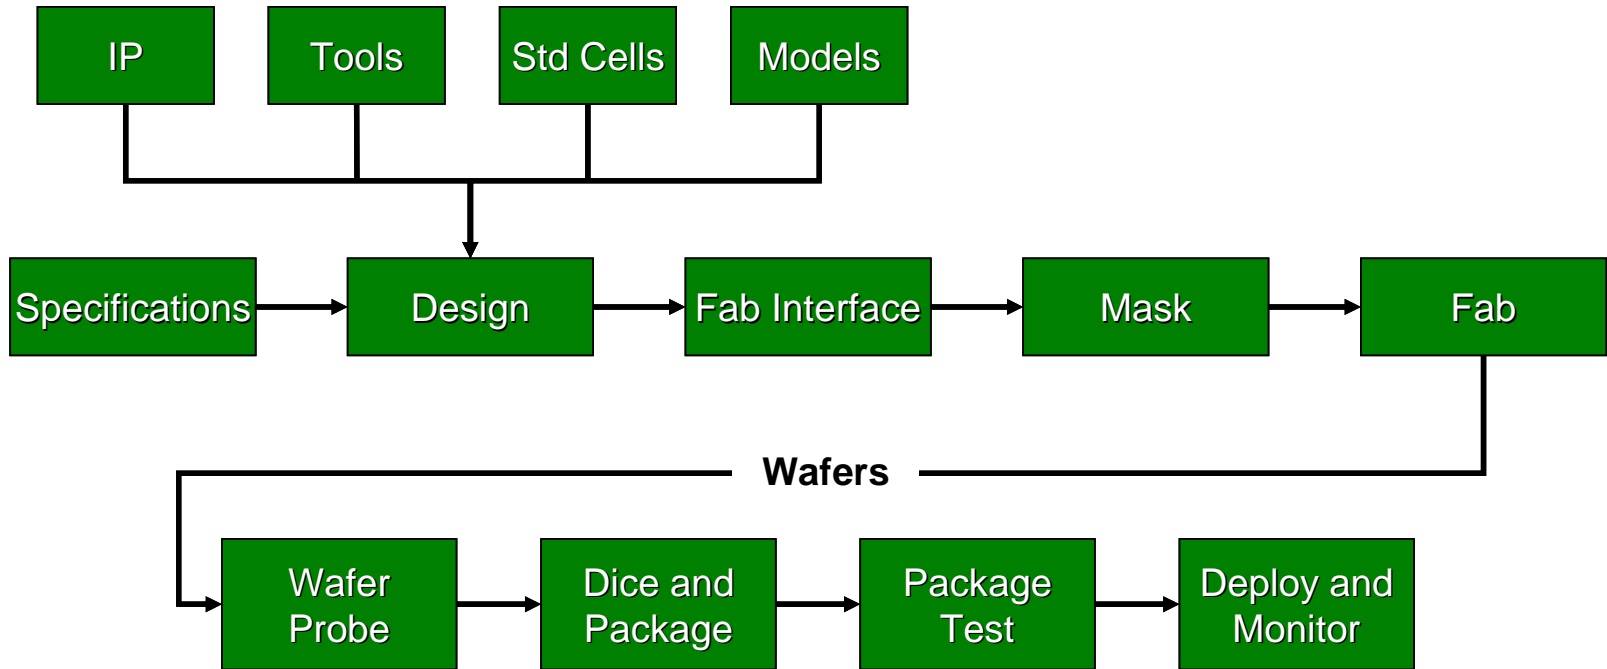 IP
Tools
Std Cells
Models
Specifications
Design
Fab Interface
Mask
Fab
Wafers
Wafer
Probe
Dice and
Package
Package
Test
Deploy and
Monitor